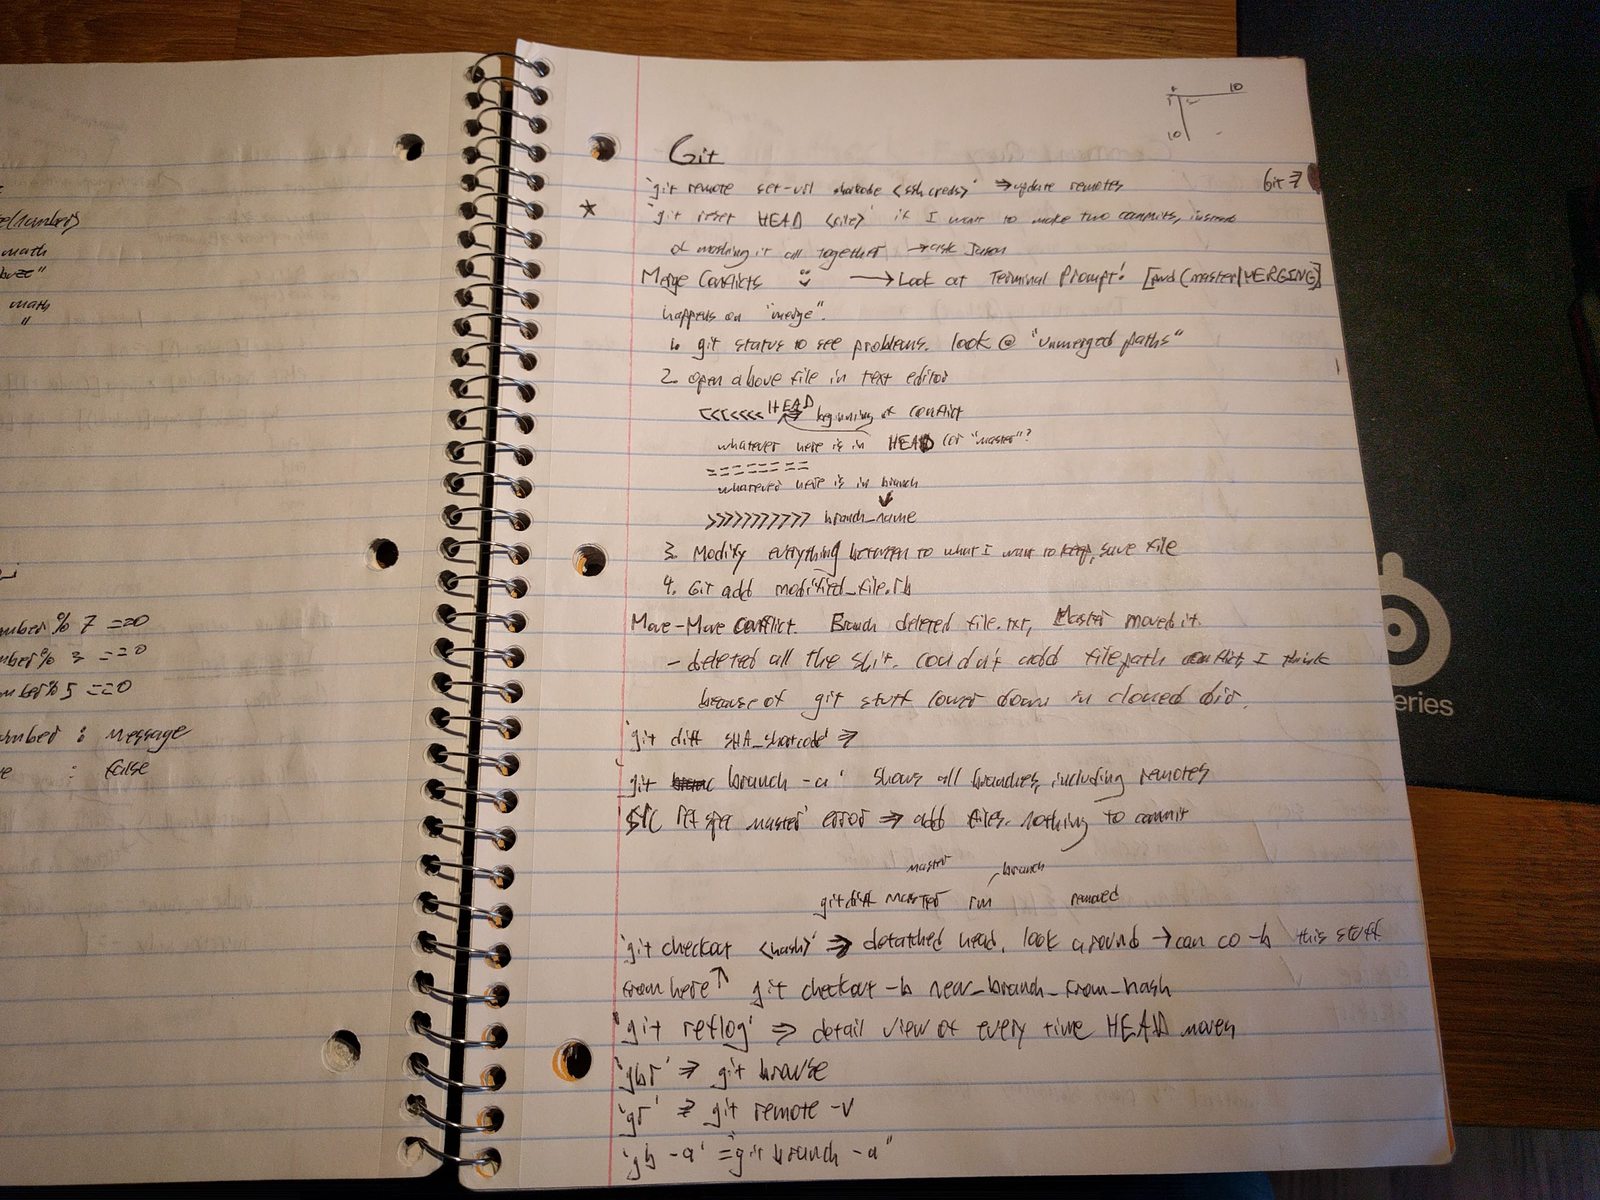 e(number)
math
buzz"
math
"
number % 7 ==0
mber % 3 ==0
mber % 5 ==0
number : message
e : false
10
10
Git
'git remote set-url <ssh creds>' => update remotes
Git =>
* 'git reset HEAD <file>' if I want to make two commits, instead
of mashing it all together → ask Jason
Merge Conflicts → Look at Terminal Prompt! [pwd (master|MERGING]
happens on "merge".
1. git status to see problems. look @ "unmerged paths"
2. open above file in text editor
<<<<<<< HEAD => beginning of conflict
whatever here is in HEAD (or "master"?
=======
whatever here is in branch
>>>>>>>>>>> branch_name
3. Modify everything between to what I want to keep, save file
4. Git add modified_file.rb
Move-Move conflict. Branch deleted file.txt, Master moved it.
- deleted all the shit. couldn't add filepath conflict I think
because of git stuff lower down in cloned dir.
'git diff SHA_shortcode' =>
'git branch -a' shows all branches, including remotes
src ref spec master error => add files. nothing to commit
master branch
git diff master rm removed
'git checkout <hash>' => detatched head. look around → can co -b this stuff
from here ↑ git checkout -b new_branch_from_hash
'git reflog' => detail view of every time HEAD moves
'gbr' => git browse
'gr' => git remote -v
'gb -a' = "git branch -a"
eries